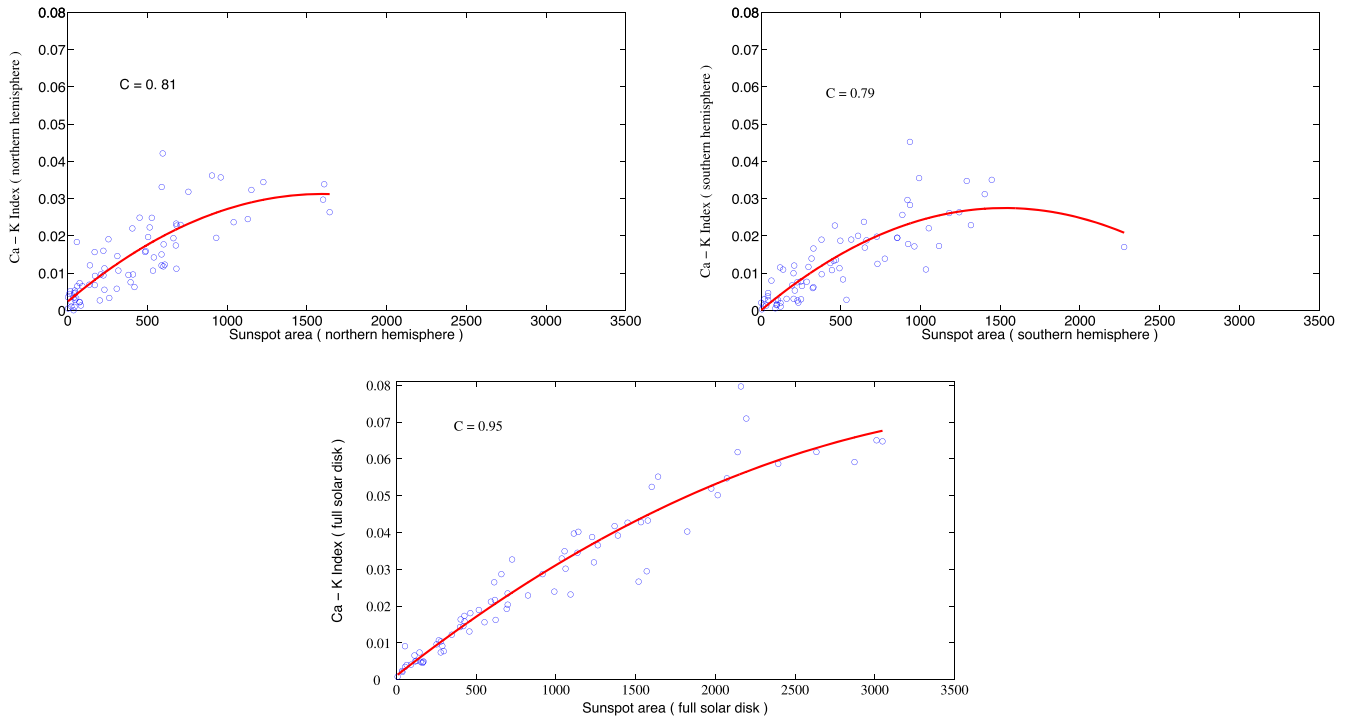 0.08
0.07
0.06
0.05
0.04
0.03
0.02
0.01
0
Ca − K Index ( northern hemisphere )
C = 0. 81
0 500 1000 1500 2000 2500 3000 3500
Sunspot area ( northern hemisphere )
0.08
0.07
0.06
0.05
0.04
0.03
0.02
0.01
0
Ca − K Index ( southern hemisphere )
C = 0.79
0 500 1000 1500 2000 2500 3000 3500
Sunspot area ( southern hemisphere )
0.08
0.07
0.06
0.05
0.04
0.03
0.02
0.01
0
Ca − K Index ( full solar disk )
C = 0.95
0 500 1000 1500 2000 2500 3000 3500
Sunspot area ( full solar disk )